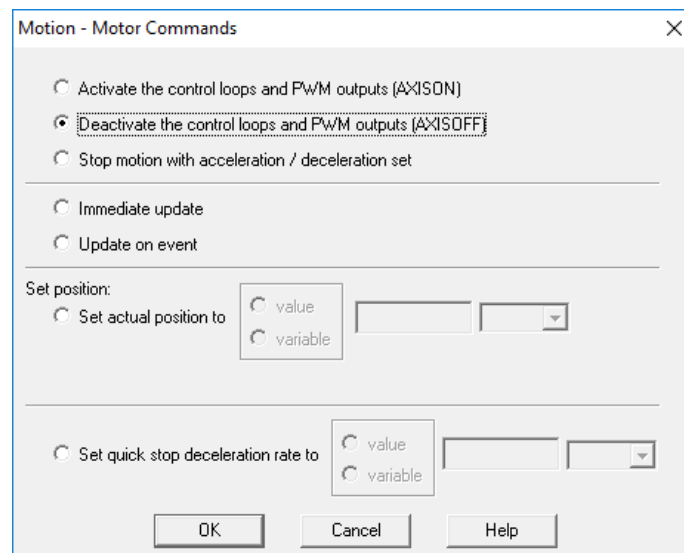 Motion - Motor Commands
Activate the control loops and PWM outputs (AXISON)
Deactivate the control loops and PWM outputs (AXISOFF)
Stop motion with acceleration / deceleration set
Immediate update
Update on event
Set position:
Set actual position to
value
variable
Set quick stop deceleration rate to
value
variable
OK
Cancel
Help